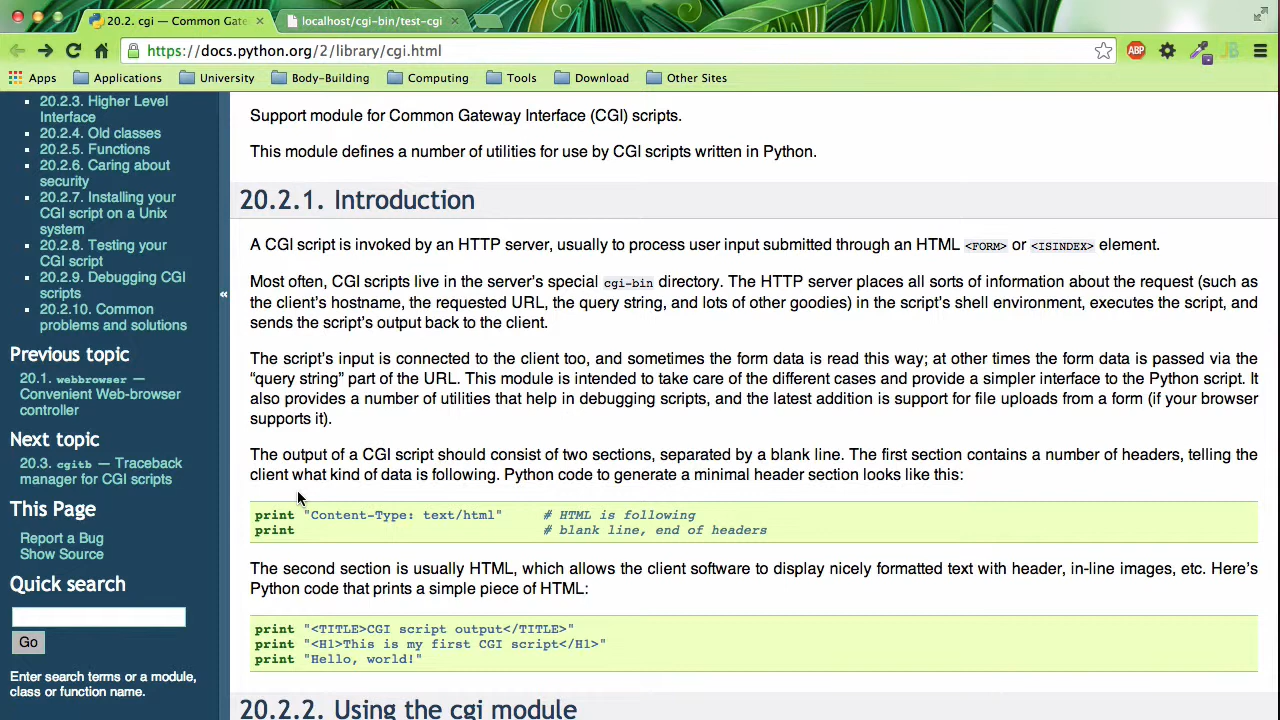 20.2. cgi — Common Gate
localhost/cgi-bin/test-cgi
https://docs.python.org/2/library/cgi.html
ABP
JB
Apps
Applications
University
Body-Building
Computing
Tools
Download
Other Sites
20.2.3. Higher Level
Interface
20.2.4. Old classes
20.2.5. Functions
20.2.6. Caring about
security
20.2.7. Installing your
CGI script on a Unix
system
20.2.8. Testing your
CGI script
20.2.9. Debugging CGI
scripts
20.2.10. Common
problems and solutions
Previous topic
20.1. webbrowser —
Convenient Web-browser
controller
Next topic
20.3. cgitb — Traceback
manager for CGI scripts
This Page
Report a Bug
Show Source
Quick search
Go
Enter search terms or a module,
class or function name.
«
Support module for Common Gateway Interface (CGI) scripts.
This module defines a number of utilities for use by CGI scripts written in Python.
20.2.1. Introduction
A CGI script is invoked by an HTTP server, usually to process user input submitted through an HTML <FORM> or <ISINDEX> element.
Most often, CGI scripts live in the server's special cgi-bin directory. The HTTP server places all sorts of information about the request (such as
the client's hostname, the requested URL, the query string, and lots of other goodies) in the script's shell environment, executes the script, and
sends the script's output back to the client.
The script's input is connected to the client too, and sometimes the form data is read this way; at other times the form data is passed via the
“query string” part of the URL. This module is intended to take care of the different cases and provide a simpler interface to the Python script. It
also provides a number of utilities that help in debugging scripts, and the latest addition is support for file uploads from a form (if your browser
supports it).
The output of a CGI script should consist of two sections, separated by a blank line. The first section contains a number of headers, telling the
client what kind of data is following. Python code to generate a minimal header section looks like this:
print "Content-Type: text/html"     # HTML is following
print                               # blank line, end of headers
The second section is usually HTML, which allows the client software to display nicely formatted text with header, in-line images, etc. Here's
Python code that prints a simple piece of HTML:
print "<TITLE>CGI script output</TITLE>"
print "<H1>This is my first CGI script</H1>"
print "Hello, world!"
20.2.2. Using the cgi module